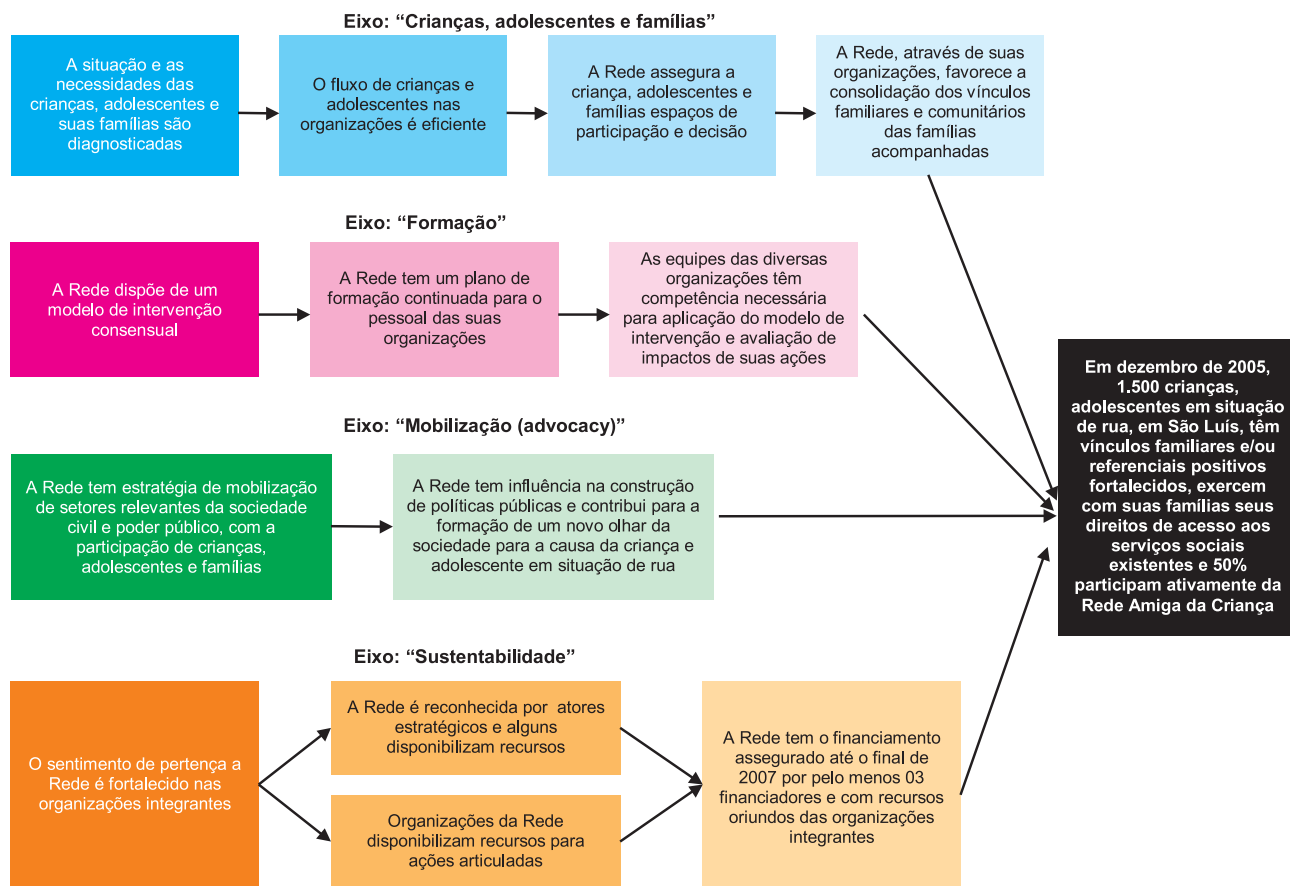 Eixo: “Crianças, adolescentes e famílias”
A situação e as
necessidades das
crianças, adolescentes e
suas famílias são
diagnosticadas
O fluxo de crianças e
adolescentes nas
organizações é eficiente
A Rede assegura a
criança, adolescentes e
famílias espaços de
participação e decisão
A Rede, através de suas
organizações, favorece a
consolidação dos vínculos
familiares e comunitários
das famílias
acompanhadas
Eixo: “Formação”
A Rede dispõe de um
modelo de intervenção
consensual
A Rede tem um plano de
formação continuada para o
pessoal das suas
organizações
As equipes das diversas
organizações têm
competência necessária
para aplicação do modelo de
intervenção e avaliação de
impactos de suas ações
Eixo: “Mobilização (advocacy)”
A Rede tem estratégia de mobilização
de setores relevantes da sociedade
civil e poder público, com a
participação de crianças,
adolescentes e famílias
A Rede tem influência na construção
de políticas públicas e contribui para a
formação de um novo olhar da
sociedade para a causa da criança e
adolescente em situação de rua
Eixo: “Sustentabilidade”
O sentimento de pertença a
Rede é fortalecido nas
organizações integrantes
A Rede é reconhecida por atores
estratégicos e alguns
disponibilizam recursos
Organizações da Rede
disponibilizam recursos para
ações articuladas
A Rede tem o financiamento
assegurado até o final de
2007 por pelo menos 03
financiadores e com recursos
oriundos das organizações
integrantes
Em dezembro de 2005,
1.500 crianças,
adolescentes em situação
de rua, em São Luís, têm
vínculos familiares e/ou
referenciais positivos
fortalecidos, exercem
com suas famílias seus
direitos de acesso aos
serviços sociais
existentes e 50%
participam ativamente da
Rede Amiga da Criança